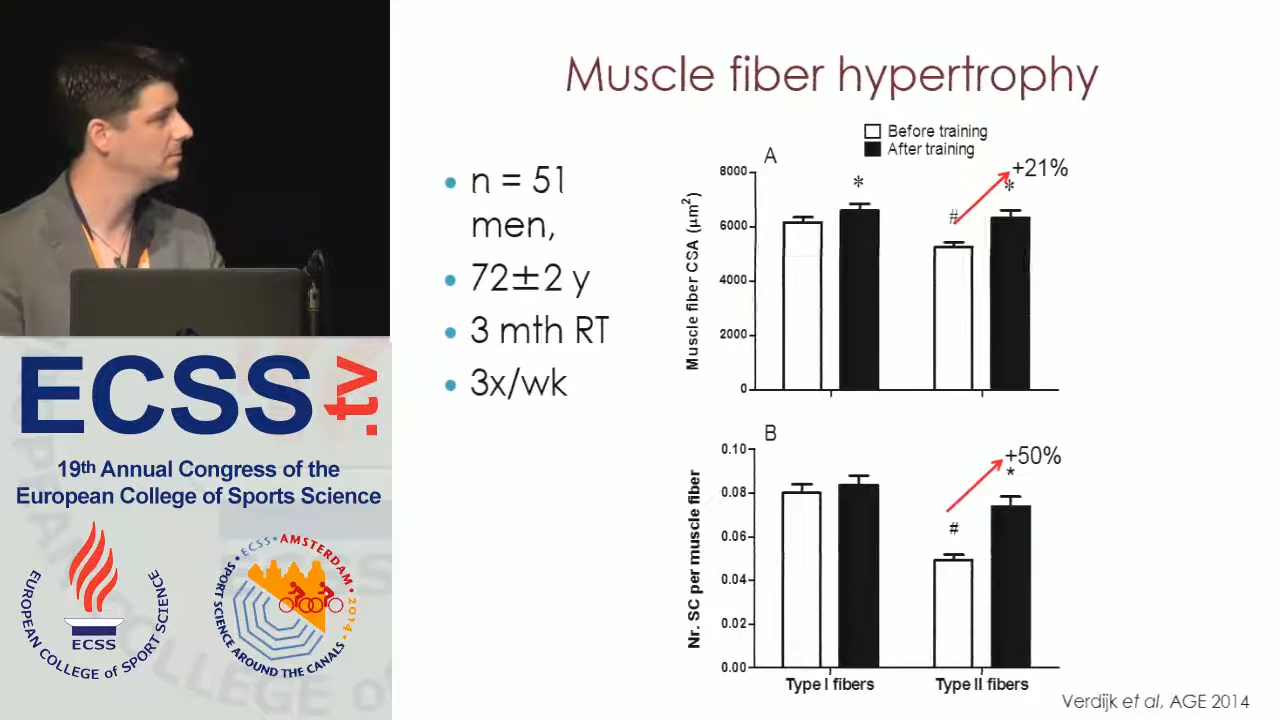 Muscle fiber hypertrophy
• n = 51
men,
• 72±2 y
• 3 mth RT
• 3x/wk
Before training
After training
A
+21%
*
#
*
8000
6000
4000
2000
0
Muscle fiber CSA (µm²)
B
+50%
*
#
0.10
0.08
0.06
0.04
0.02
0.00
Nr. SC per muscle fiber
Type I fibers
Type II fibers
Verdijk et al, AGE 2014
ECSS.tv
19th Annual Congress of the
European College of Sports Science
EUROPEAN COLLEGE of SPORT SCIENCE
ECSS
•ECSS•AMSTERDAM•2014•
SPORT SCIENCE AROUND THE CANALS